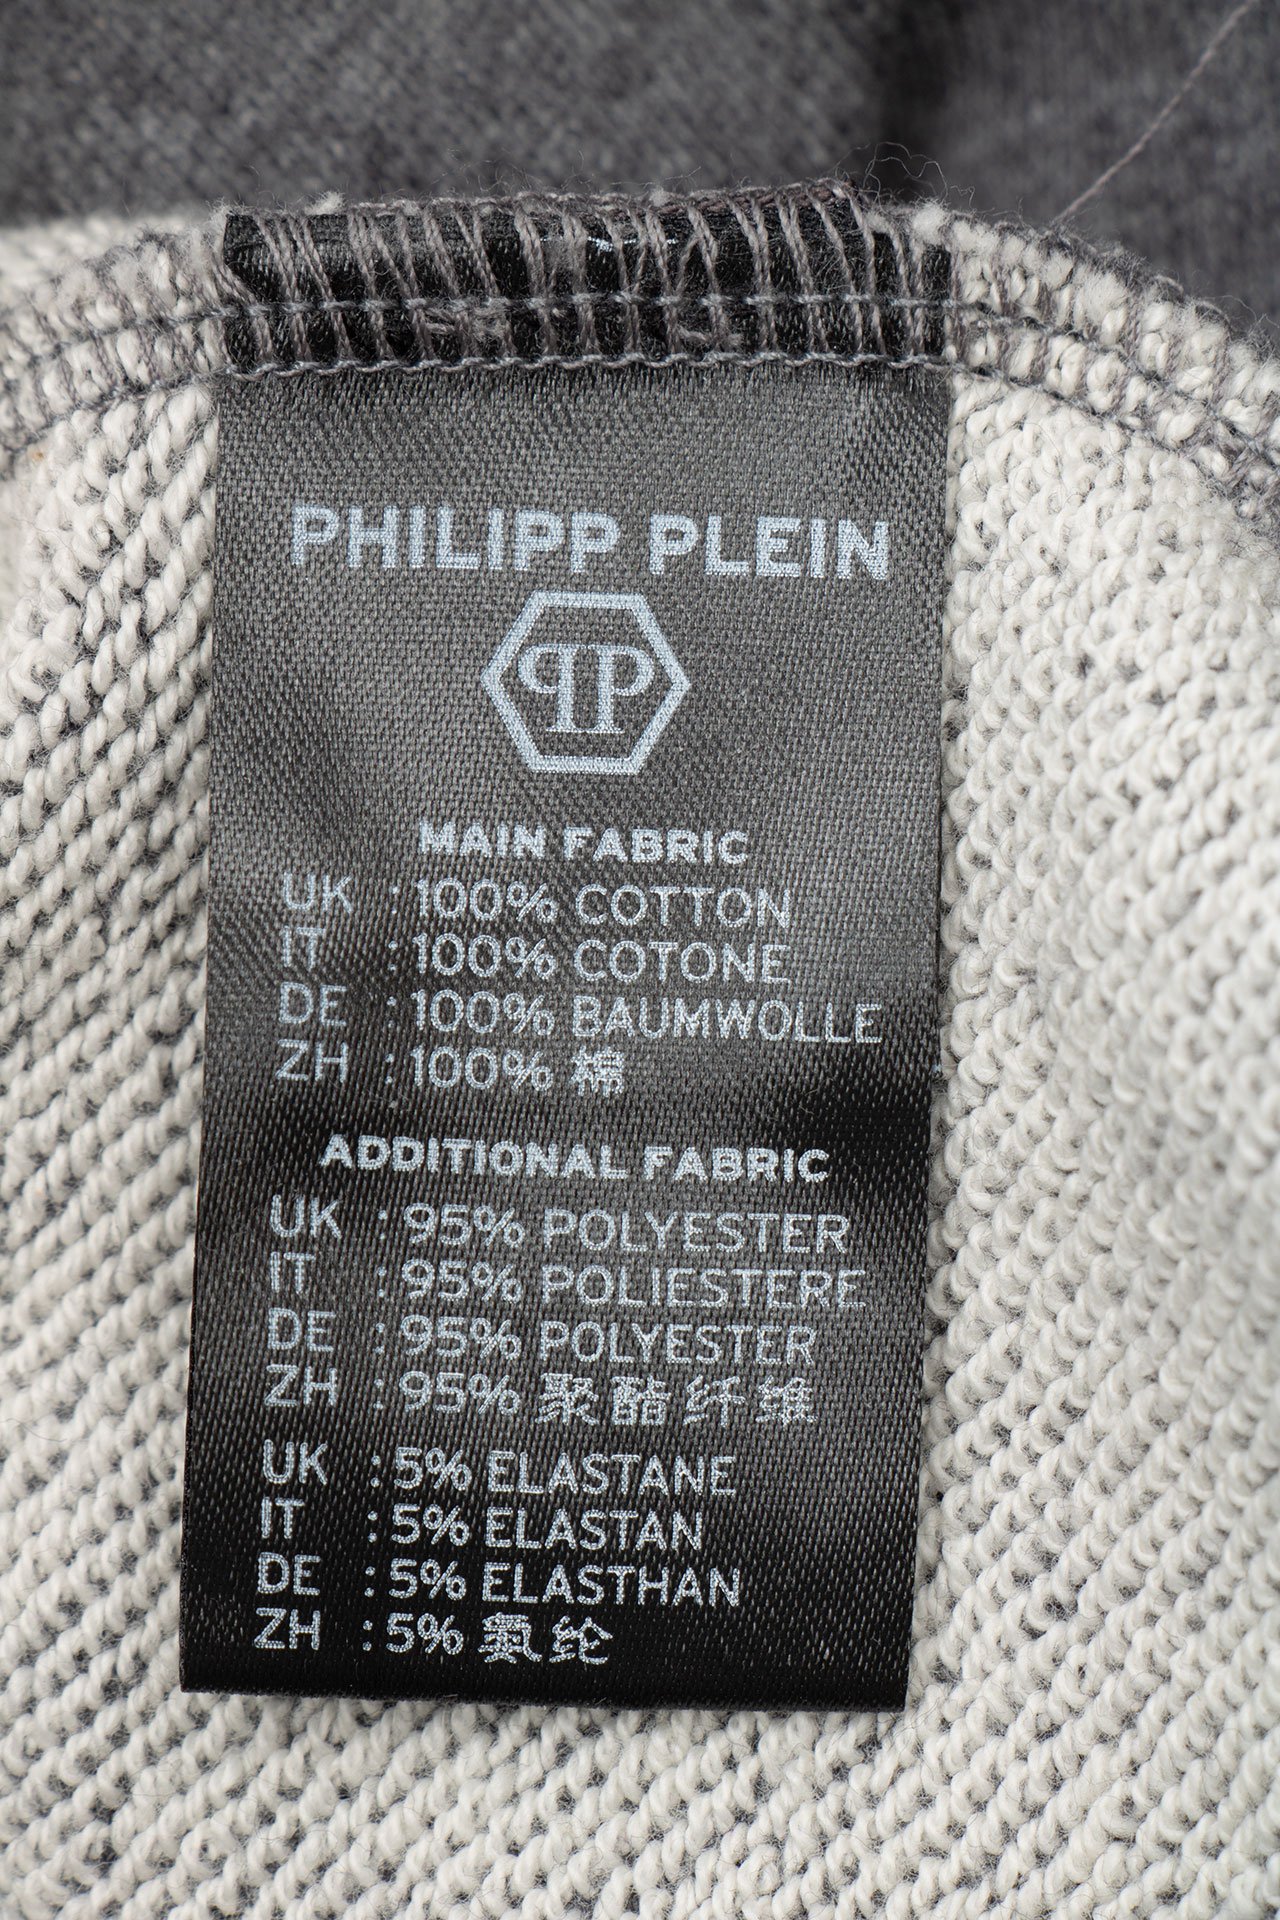 PHILIPP PLEIN
PP
MAIN FABRIC
UK : 100% COTTON
IT : 100% COTONE
DE : 100% BAUMWOLLE
ZH : 100% 棉
ADDITIONAL FABRIC
UK : 95% POLYESTER
IT : 95% POLIESTERE
DE : 95% POLYESTER
ZH : 95% 聚酯纤维
UK : 5% ELASTANE
IT : 5% ELASTAN
DE : 5% ELASTHAN
ZH : 5% 氨纶